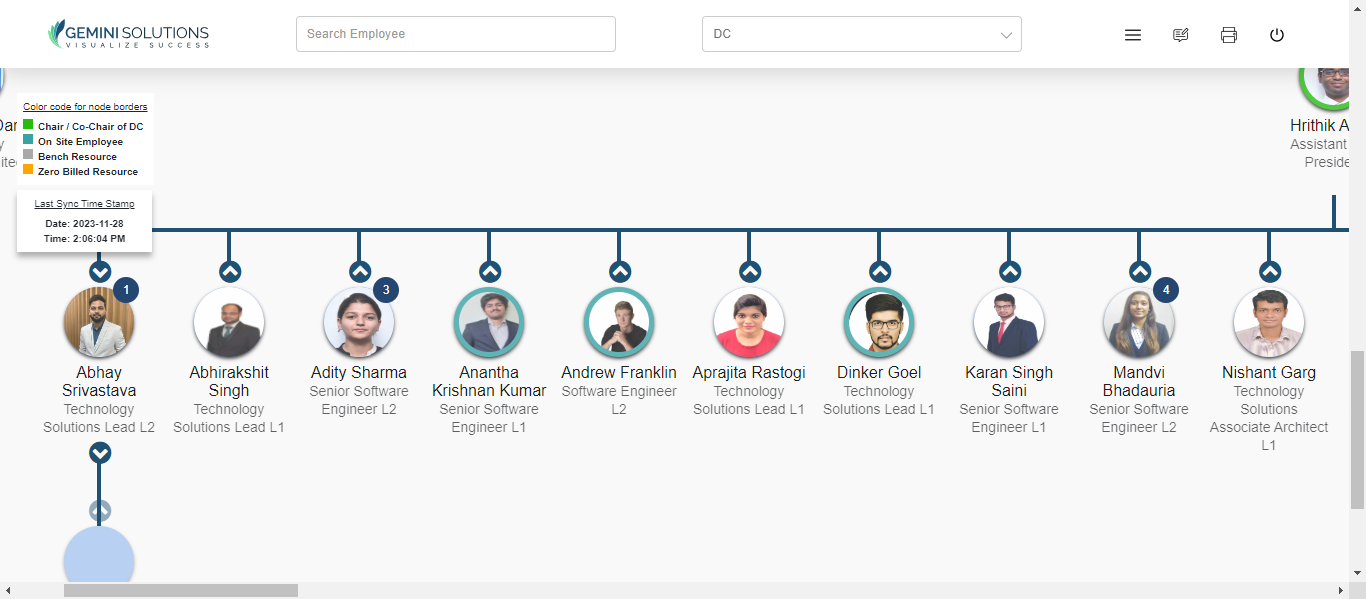 GEMINI SOLUTIONS
VISUALIZE SUCCESS
Search Employee
DC
Color code for node borders
Chair / Co-Chair of DC
On Site Employee
Bench Resource
Zero Billed Resource
Last Sync Time Stamp
Date: 2023-11-28
Time: 2:06:04 PM
Hrithik A
Assistant
Preside
1
Abhay
Srivastava
Technology
Solutions Lead L2
Abhirakshit
Singh
Technology
Solutions Lead L1
3
Adity Sharma
Senior Software
Engineer L2
Anantha
Krishnan Kumar
Senior Software
Engineer L1
Andrew Franklin
Software Engineer
L2
Aprajita Rastogi
Technology
Solutions Lead L1
Dinker Goel
Technology
Solutions Lead L1
Karan Singh
Saini
Senior Software
Engineer L1
4
Mandvi
Bhadauria
Senior Software
Engineer L2
Nishant Garg
Technology
Solutions
Associate Architect
L1